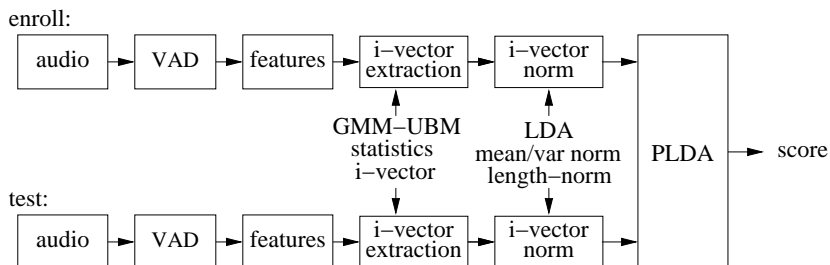 enroll:
audio
VAD
features
i−vector
extraction
i−vector
norm
GMM−UBM
statistics
i−vector
LDA
mean/var norm
length−norm
PLDA
score
test:
audio
VAD
features
i−vector
extraction
i−vector
norm